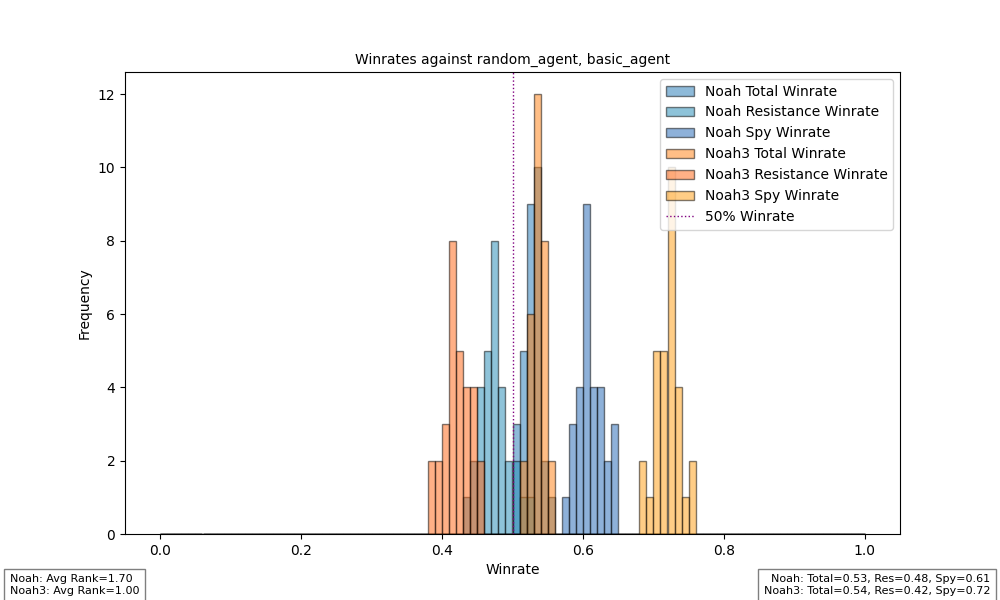 Winrates against random_agent, basic_agent
Noah Total Winrate
Noah Resistance Winrate
Noah Spy Winrate
Noah3 Total Winrate
Noah3 Resistance Winrate
Noah3 Spy Winrate
50% Winrate
Frequency
12
10
8
6
4
2
0
0.0 0.2 0.4 0.6 0.8 1.0
Winrate
Noah: Avg Rank=1.70
Noah3: Avg Rank=1.00
Noah: Total=0.53, Res=0.48, Spy=0.61
Noah3: Total=0.54, Res=0.42, Spy=0.72